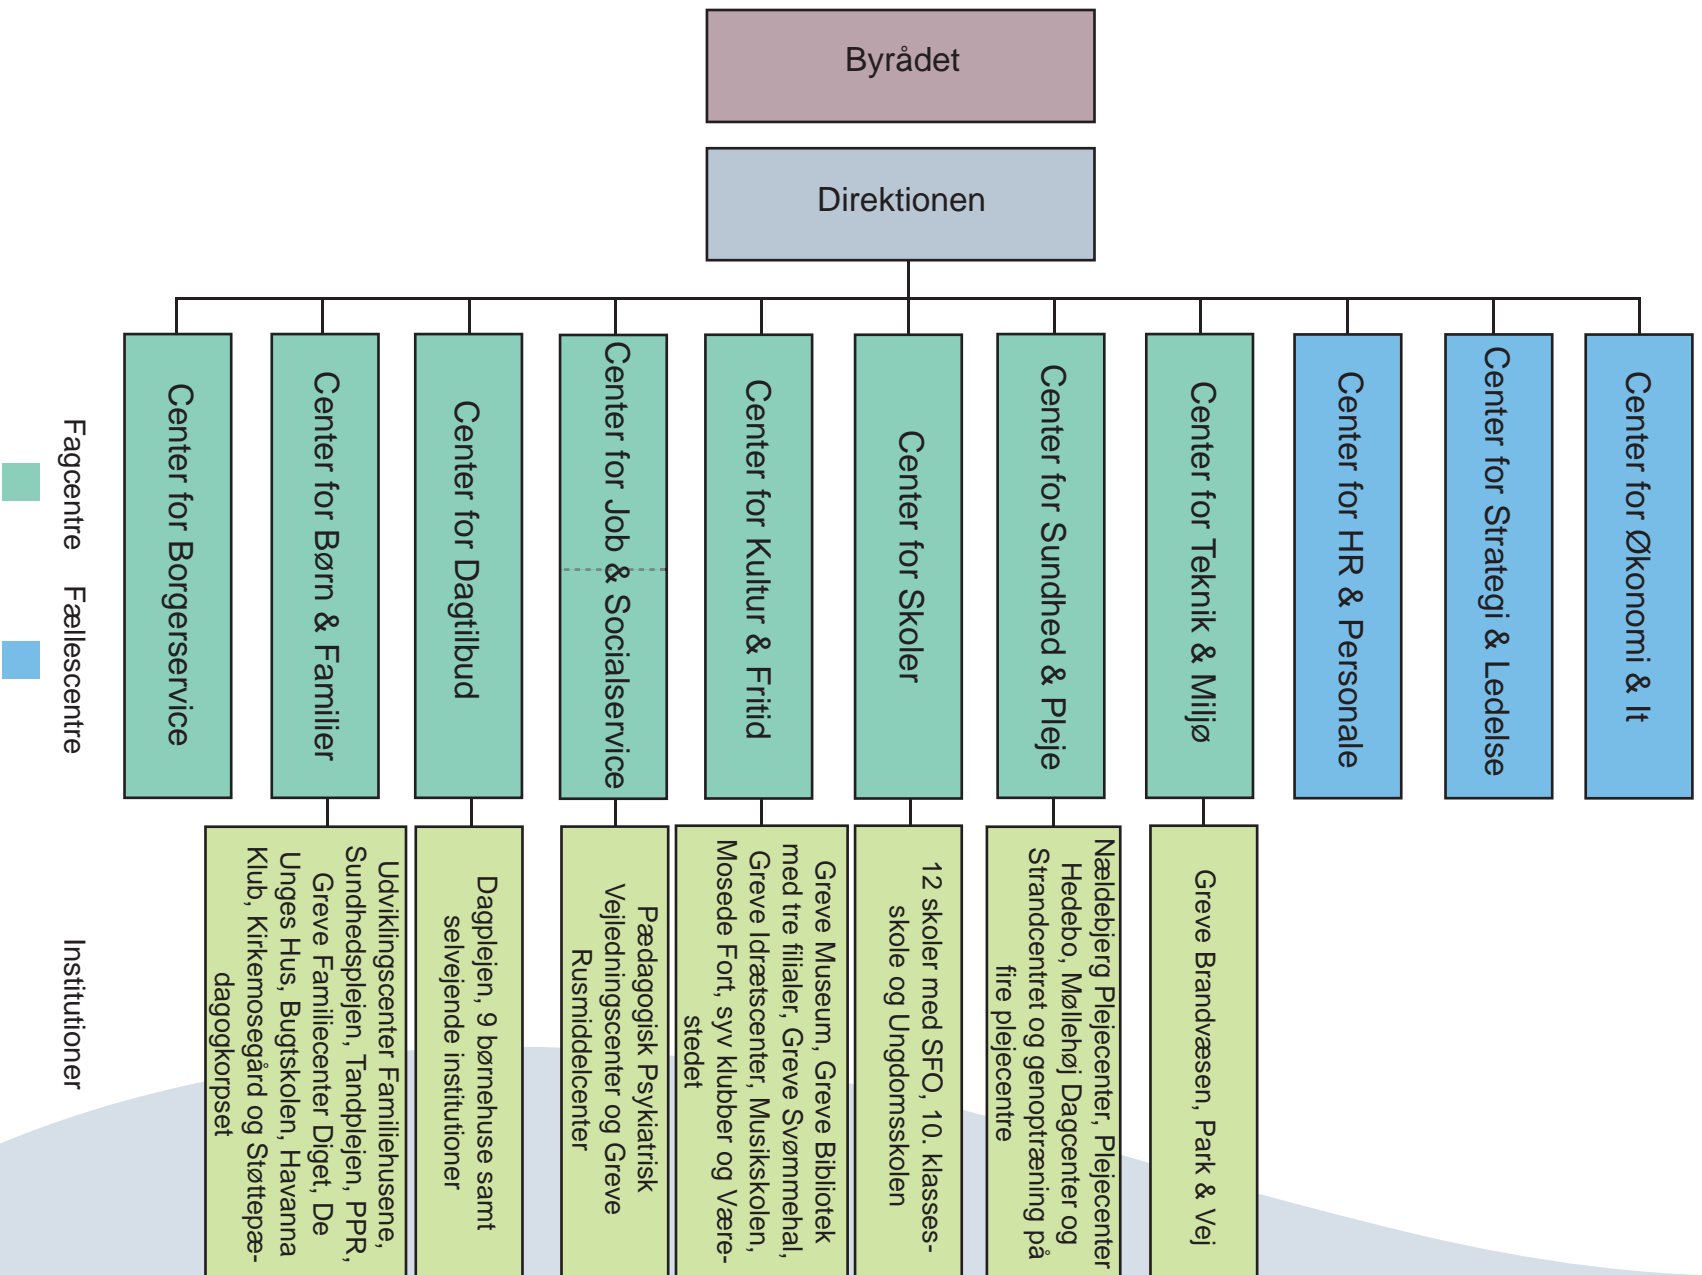 Byrådet
Direktionen
Center for Borgerservice
Center for Børn & Familier
Center for Dagtilbud
Center for Job & Socialservice
Center for Kultur & Fritid
Center for Skoler
Center for Sundhed & Pleje
Center for Teknik & Miljø
Center for HR & Personale
Center for Strategi & Ledelse
Center for Økonomi & It
Udviklingscenter Familiehusene,
Sundhedsplejen, Tandplejen, PPR,
Greve Familiecenter Diget, De
Unges Hus, Bugtskolen, Havanna
Klub, Kirkemosegård og Støttepæ-
dagogkorpset
Dagplejen, 9 børnehuse samt
selvejende institutioner
Pædagogisk Psykiatrisk
Vejledningscenter og Greve
Rusmiddelcenter
Greve Museum, Greve Bibliotek
med tre filialer, Greve Svømmehal,
Greve Idrætscenter, Musikskolen,
Mosede Fort, syv klubber og Være-
stedet
12 skoler med SFO, 10. klasses-
skole og Ungdomsskolen
Nældebjerg Plejecenter, Plejecenter
Hedebo, Møllehøj Dagcenter og
Strandcentret og genoptræning på
fire plejecentre
Greve Brandvæsen, Park & Vej
Fagcentre
Fællescentre
Institutioner